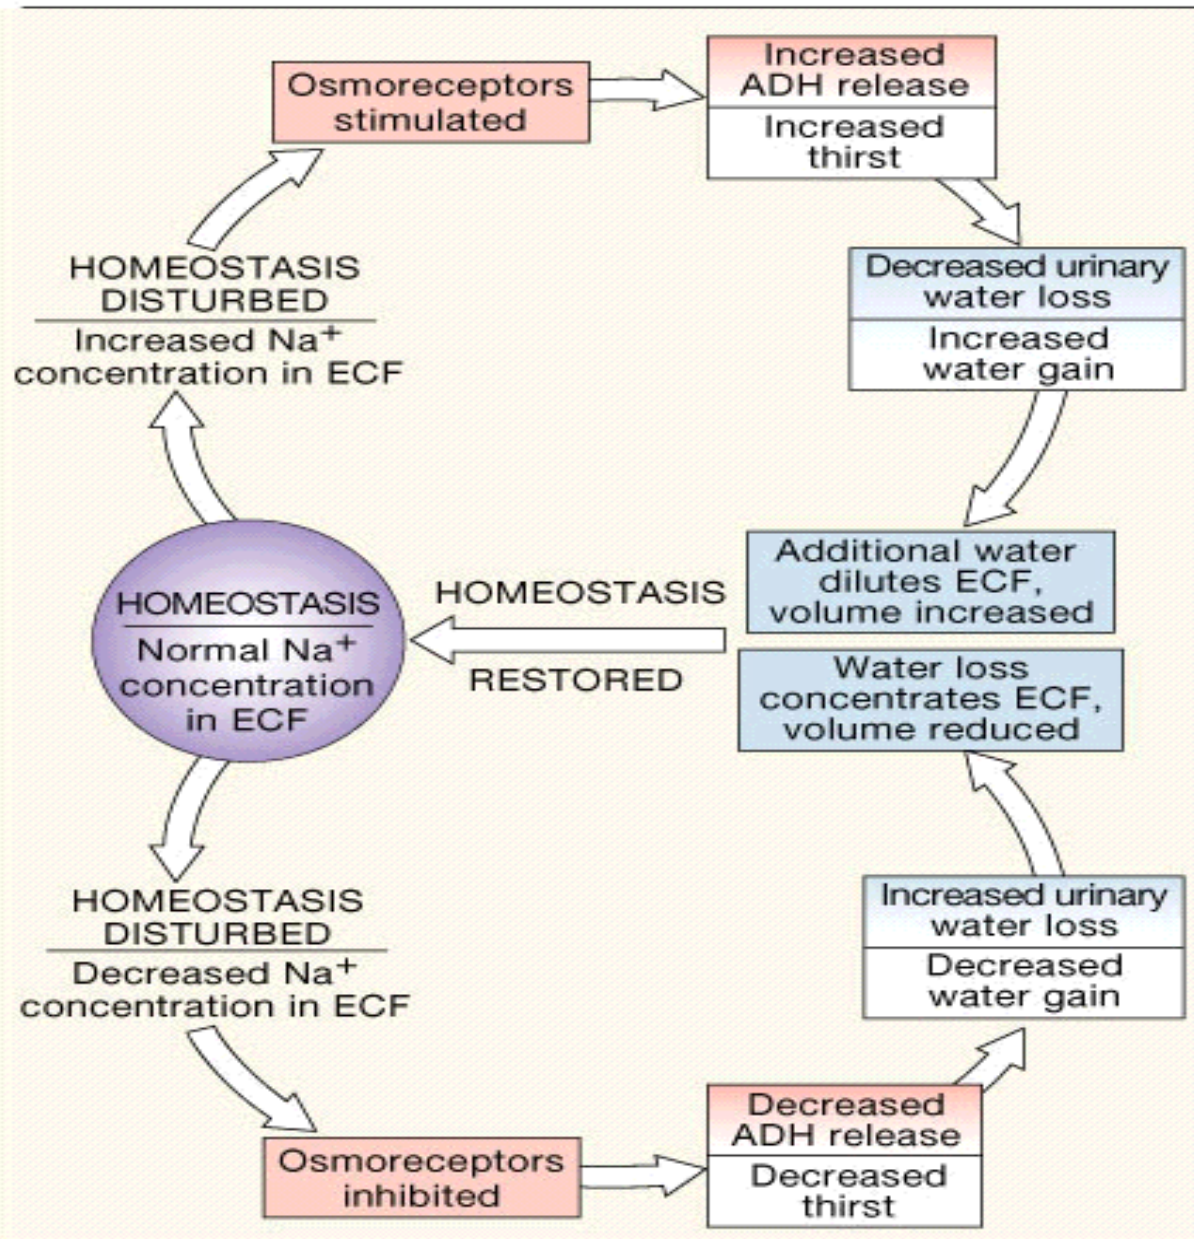 Osmoreceptors
stimulated
Increased
ADH release
Increased
thirst
Decreased urinary
water loss
Increased
water gain
Additional water
dilutes ECF,
volume increased
HOMEOSTASIS
DISTURBED
Increased Na⁺
concentration in ECF
HOMEOSTASIS
Normal Na⁺
concentration
in ECF
HOMEOSTASIS
RESTORED
Water loss
concentrates ECF,
volume reduced
HOMEOSTASIS
DISTURBED
Decreased Na⁺
concentration in ECF
Osmoreceptors
inhibited
Decreased
ADH release
Decreased
thirst
Increased urinary
water loss
Decreased
water gain